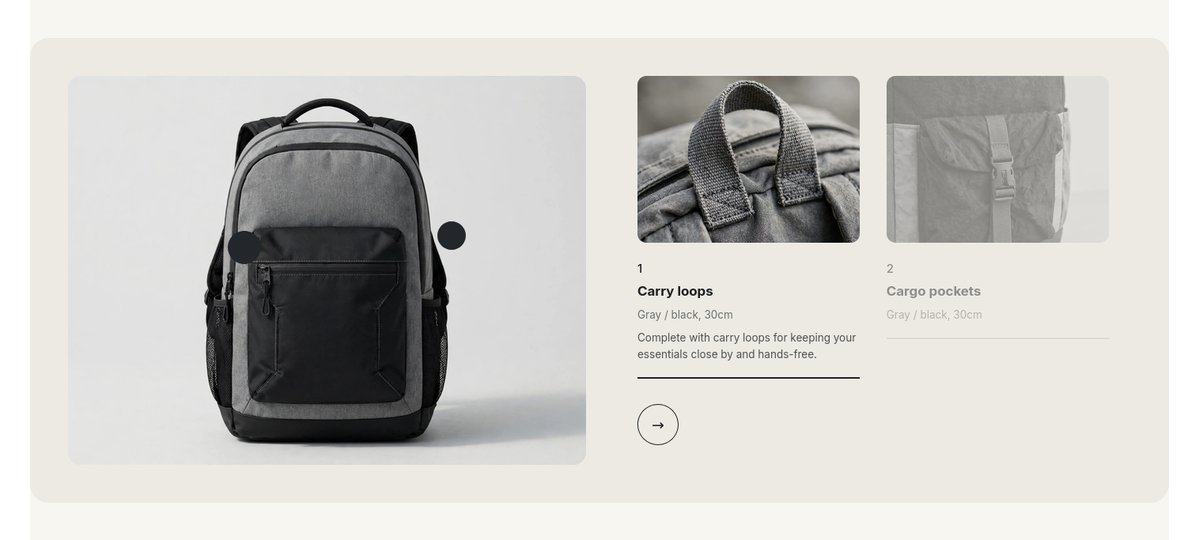 1
Carry loops
Gray / black, 30cm
Complete with carry loops for keeping your
essentials close by and hands-free.
→
2
Cargo pockets
Gray / black, 30cm